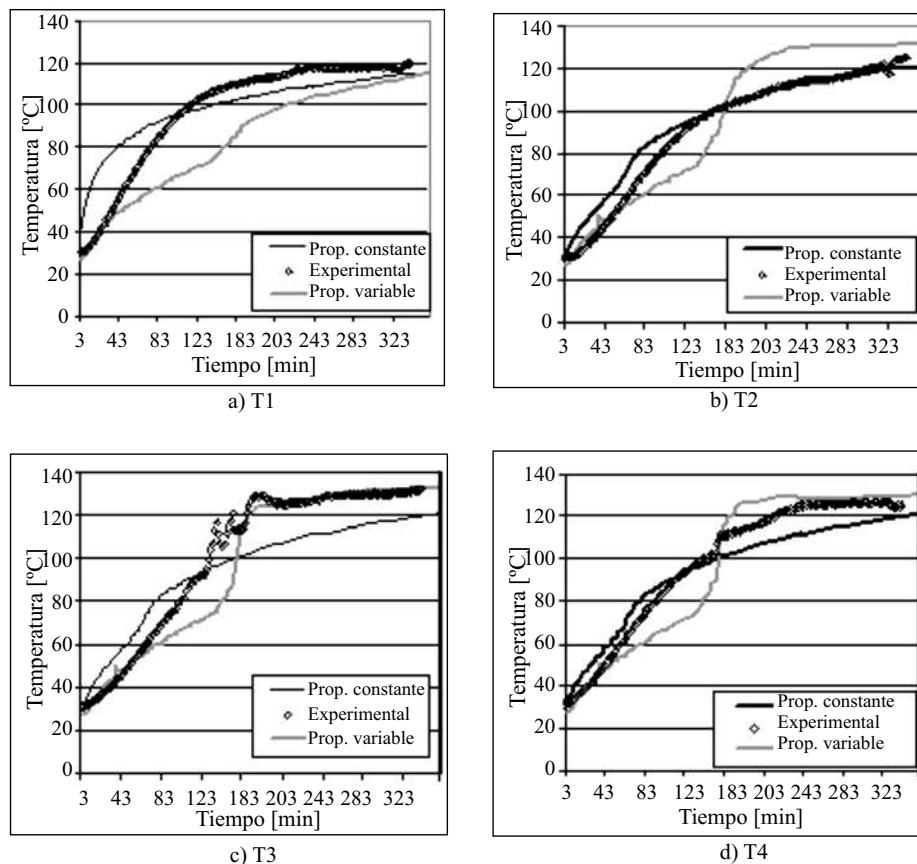 140
120
100
80
60
40
20
0
Temperatura [ºC]
3 43 83 123 183 203 243 283 323
Tiempo [min]
Prop. constante
Experimental
Prop. variable
a) T1
140
120
100
80
60
40
20
0
Temperatura [ºC]
3 43 83 123 183 203 243 283 323
Tiempo [min]
Prop. constante
Experimental
Prop. variable
b) T2
140
120
100
80
60
40
20
0
Temperatura [ºC]
3 43 83 123 183 203 243 283 323
Tiempo [min]
Prop. constante
Experimental
Prop. variable
c) T3
140
120
100
80
60
40
20
0
Temperatura [ºC]
3 43 83 123 183 203 243 283 323
Tiempo [min]
Prop. constante
Experimental
Prop. variable
d) T4